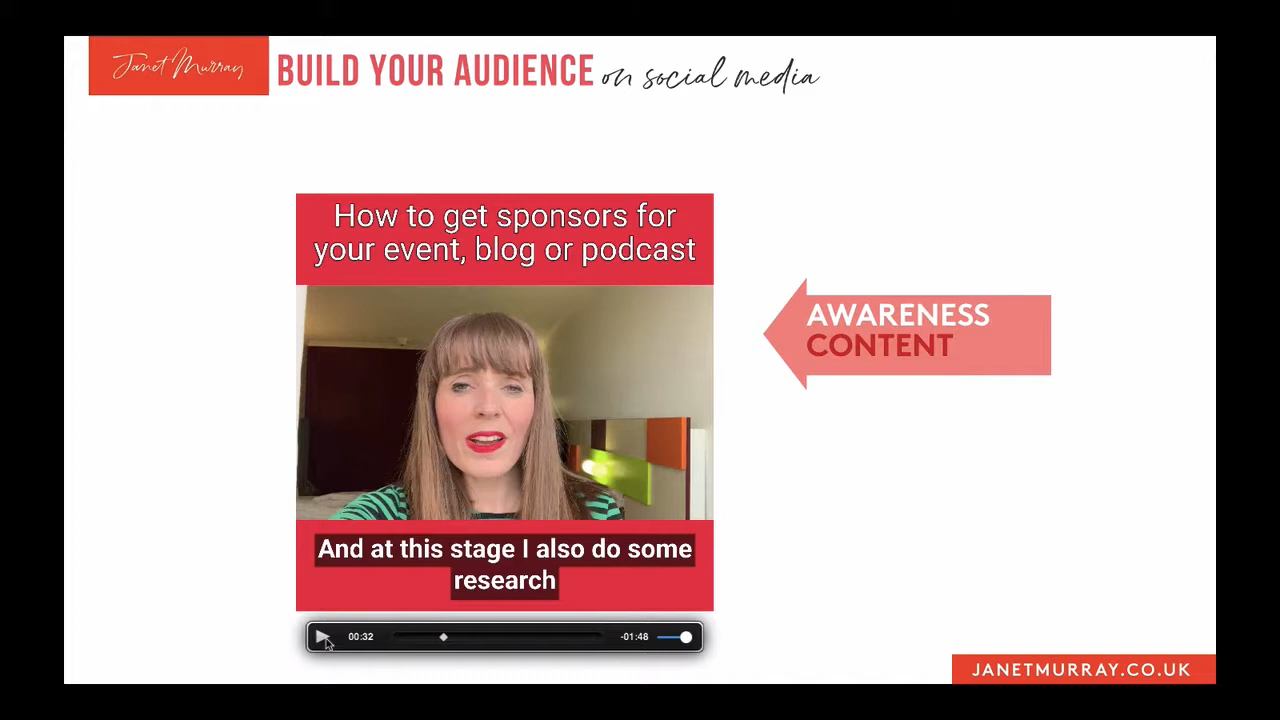 Janet Murray
BUILD YOUR AUDIENCE on social media
How to get sponsors for
your event, blog or podcast
AWARENESS
CONTENT
And at this stage I also do some
research
00:32
-01:48
JANETMURRAY.CO.UK